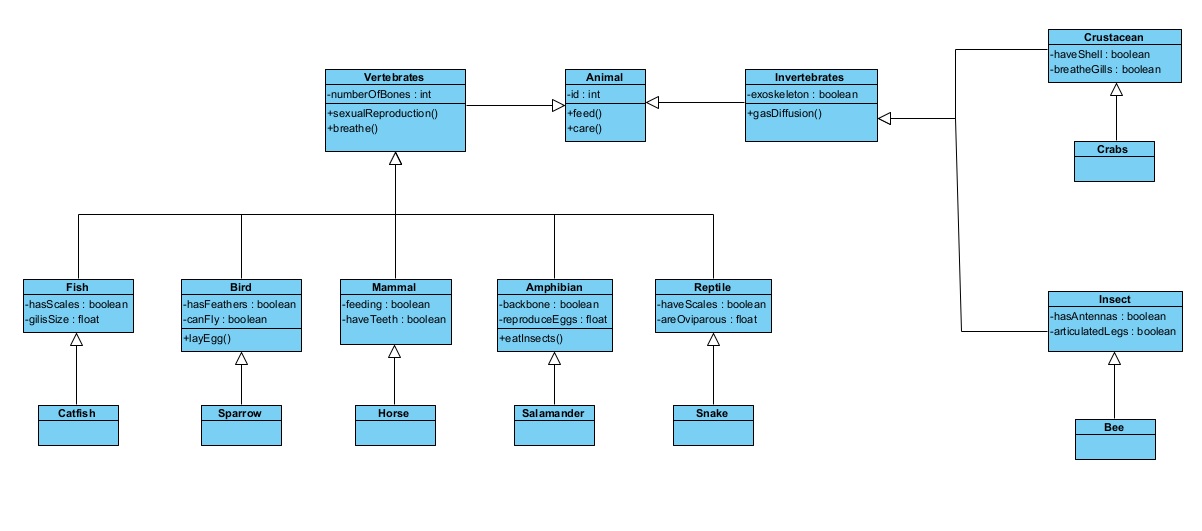 Vertebrates
-numberOfBones : int
+sexualReproduction()
+breathe()
Animal
-id : int
+feed()
+care()
Invertebrates
-exoskeleton : boolean
+gasDiffusion()
Crustacean
-haveShell : boolean
-breatheGills : boolean
Crabs
Fish
-hasScales : boolean
-gilisSize : float
Bird
-hasFeathers : boolean
-canFly : boolean
+layEgg()
Mammal
-feeding : boolean
-haveTeeth : boolean
Amphibian
-backbone : boolean
-reproduceEggs : float
+eatInsects()
Reptile
-haveScales : boolean
-areOviparous : float
Insect
-hasAntennas : boolean
-articulatedLegs : boolean
Catfish
Sparrow
Horse
Salamander
Snake
Bee